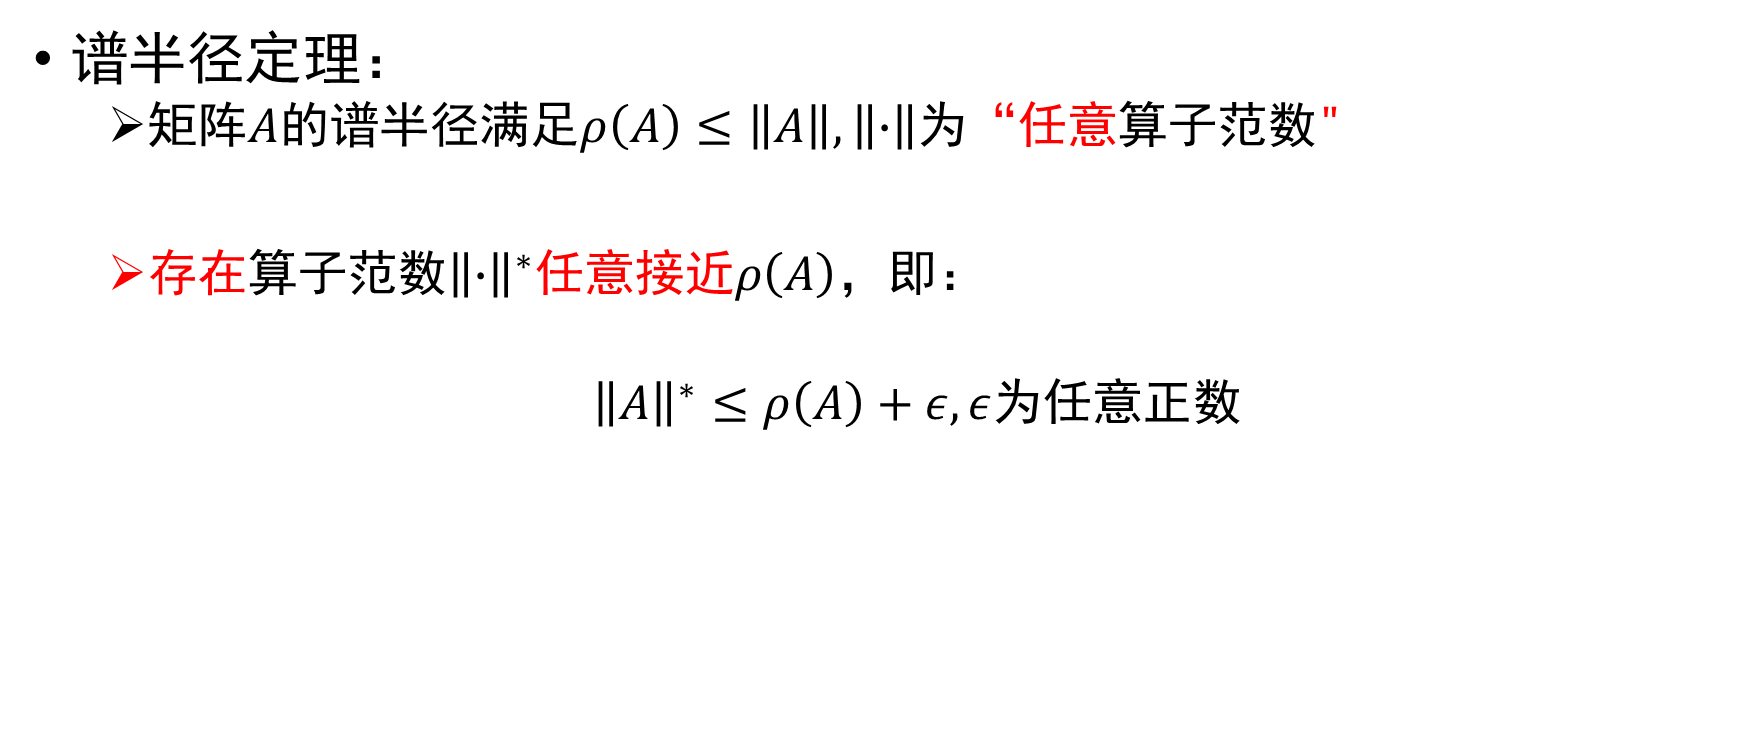 • 谱半径定理：
➢矩阵A的谱半径满足ρ(A) ≤ ‖A‖, ‖·‖为“任意算子范数"
➢存在算子范数‖·‖*任意接近ρ(A)，即：
‖A‖* ≤ ρ(A) + ϵ, ϵ为任意正数